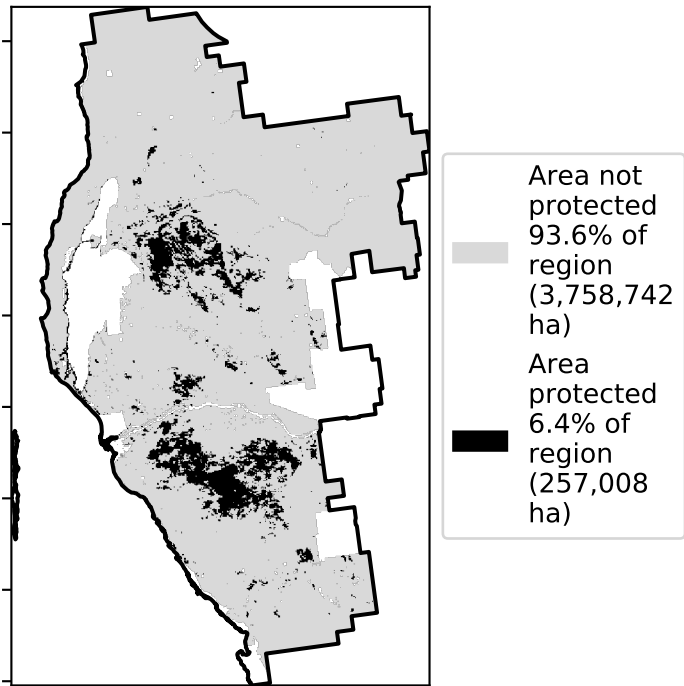 Area not
protected
93.6% of
region
(3,758,742
ha)
Area
protected
6.4% of
region
(257,008
ha)